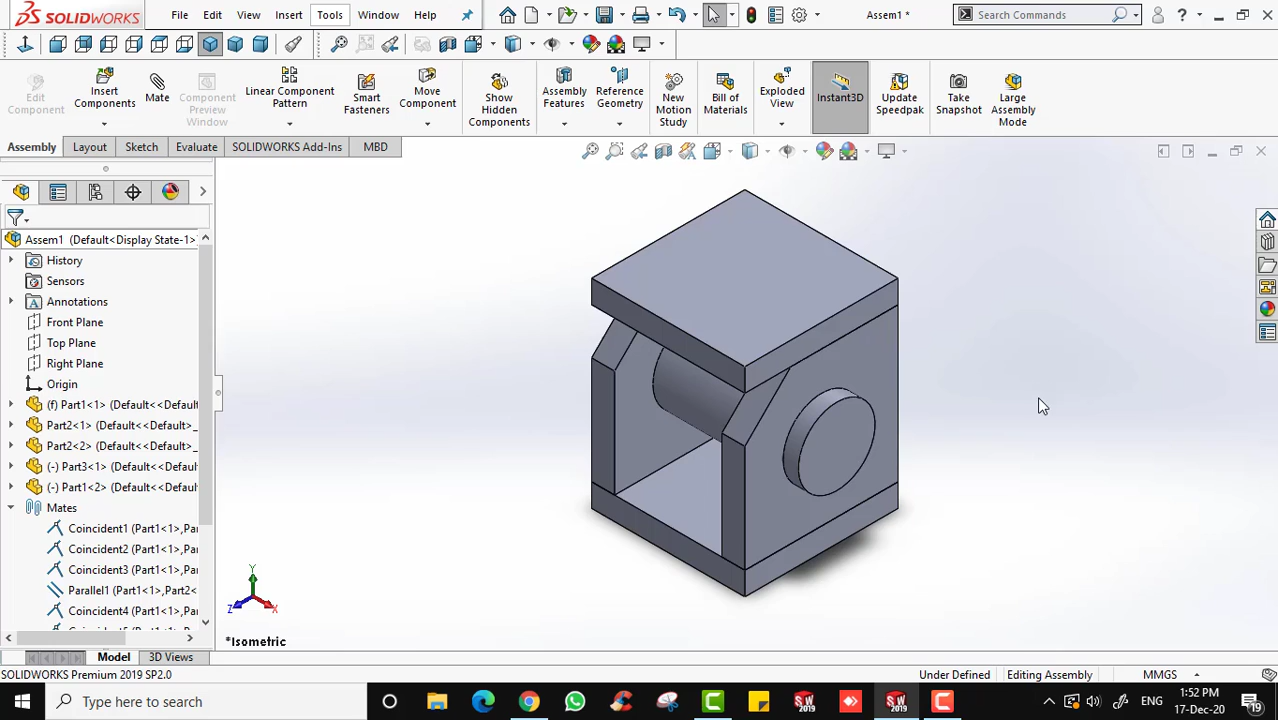 SOLIDWORKS File Edit View Insert Tools Window Help Assem1 * Search Commands ?
Edit Component
Insert Components
Mate
Component Preview Window
Linear Component Pattern
Smart Fasteners
Move Component
Show Hidden Components
Assembly Features
Reference Geometry
New Motion Study
Bill of Materials
Exploded View
Instant3D
Update Speedpak
Take Snapshot
Large Assembly Mode
Assembly Layout Sketch Evaluate SOLIDWORKS Add-Ins MBD
Assem1 (Default<Display State-1>
History
Sensors
Annotations
Front Plane
Top Plane
Right Plane
Origin
(f) Part1<1> (Default<<Default
Part2<1> (Default<<Default>_
Part2<2> (Default<<Default>_
(-) Part3<1> (Default<<Default
(-) Part1<2> (Default<<Default
Mates
Coincident1 (Part1<1>,Par
Coincident2 (Part1<1>,Par
Coincident3 (Part1<1>,Par
Parallel1 (Part1<1>,Part2<
Coincident4 (Part1<1>,Par
Y
Z X
*Isometric
Model 3D Views
SOLIDWORKS Premium 2019 SP2.0 Under Defined Editing Assembly MMGS
Type here to search SW 2019 SW 2019 ENG 1:52 PM
17-Dec-20 19